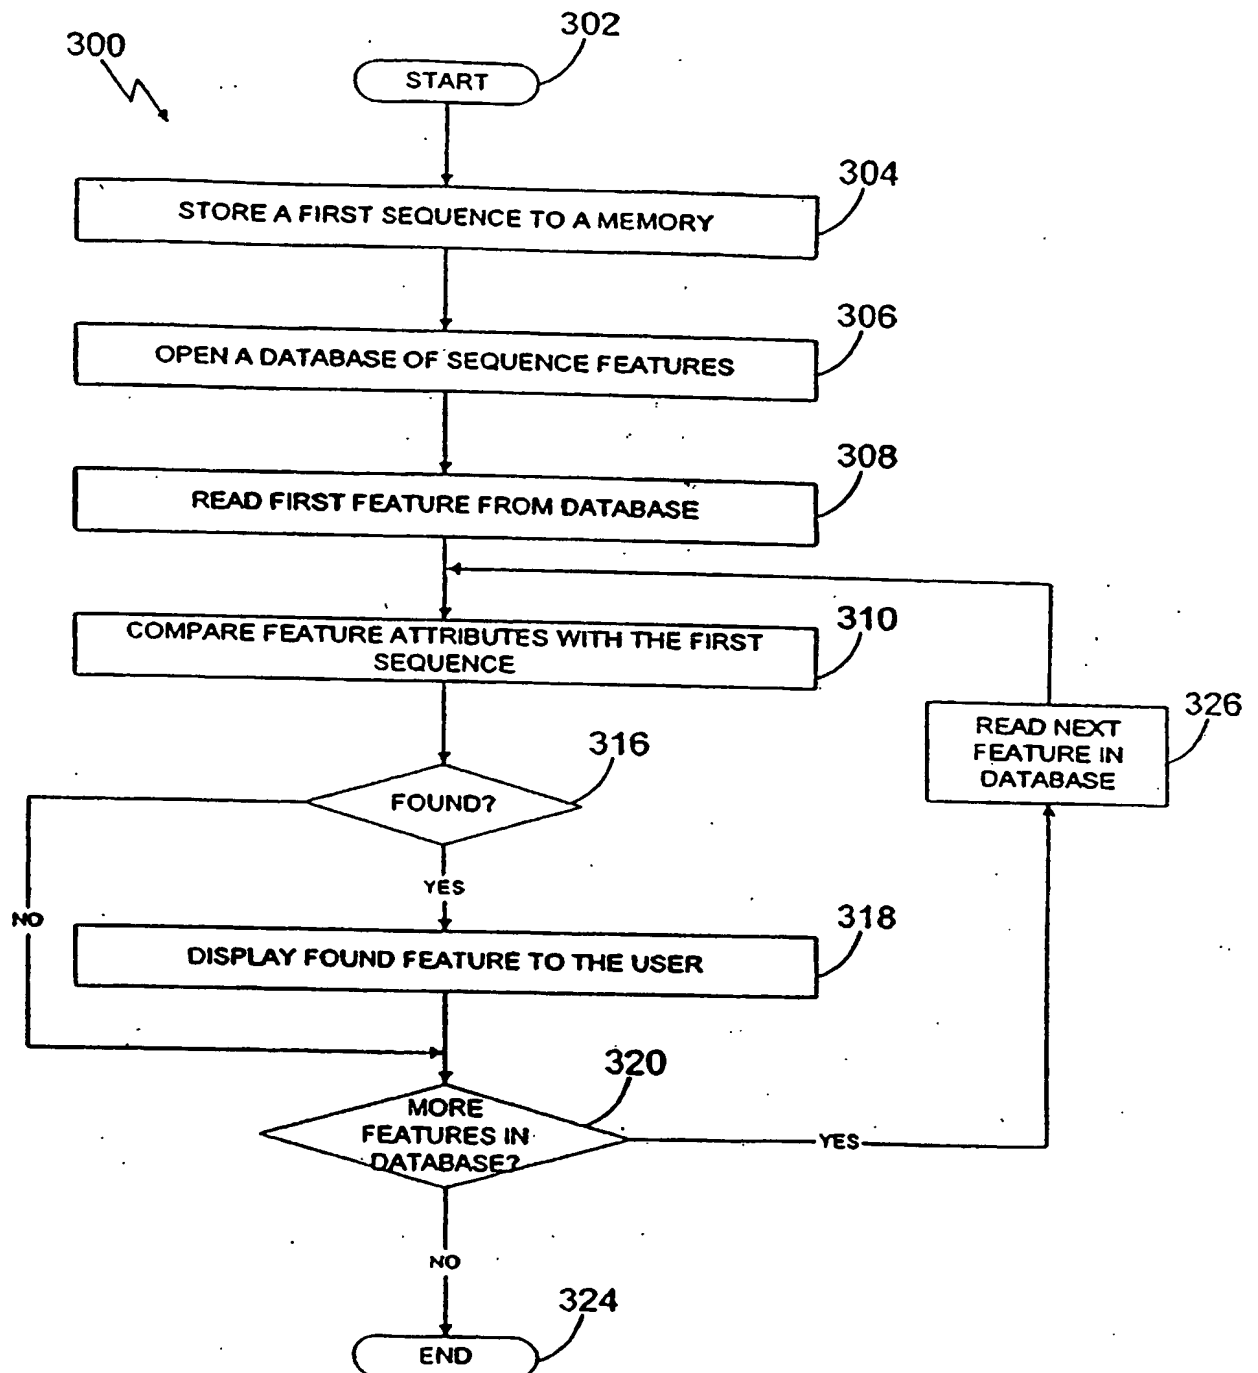 300
302
START
304
STORE A FIRST SEQUENCE TO A MEMORY
306
OPEN A DATABASE OF SEQUENCE FEATURES
308
READ FIRST FEATURE FROM DATABASE
310
COMPARE FEATURE ATTRIBUTES WITH THE FIRST
SEQUENCE
326
READ NEXT
FEATURE IN
DATABASE
316
FOUND?
YES
NO
318
DISPLAY FOUND FEATURE TO THE USER
320
MORE
FEATURES IN
DATABASE?
YES
NO
324
END